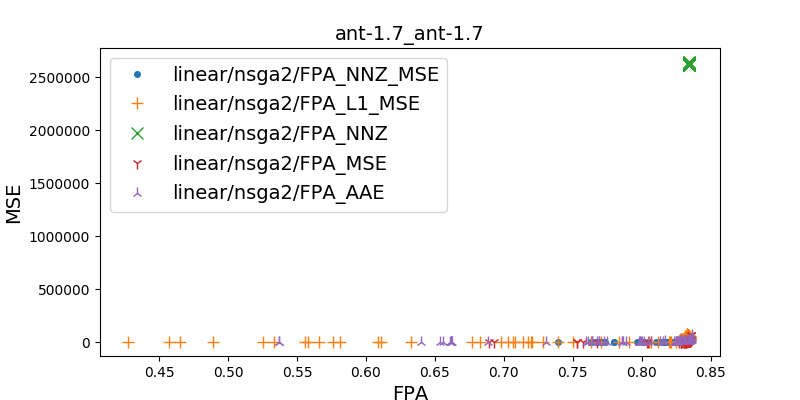 ant-1.7_ant-1.7
linear/nsga2/FPA_NNZ_MSE
linear/nsga2/FPA_L1_MSE
linear/nsga2/FPA_NNZ
linear/nsga2/FPA_MSE
linear/nsga2/FPA_AAE
MSE
2500000
2000000
1500000
1000000
500000
0
0.45 0.50 0.55 0.60 0.65 0.70 0.75 0.80 0.85
FPA